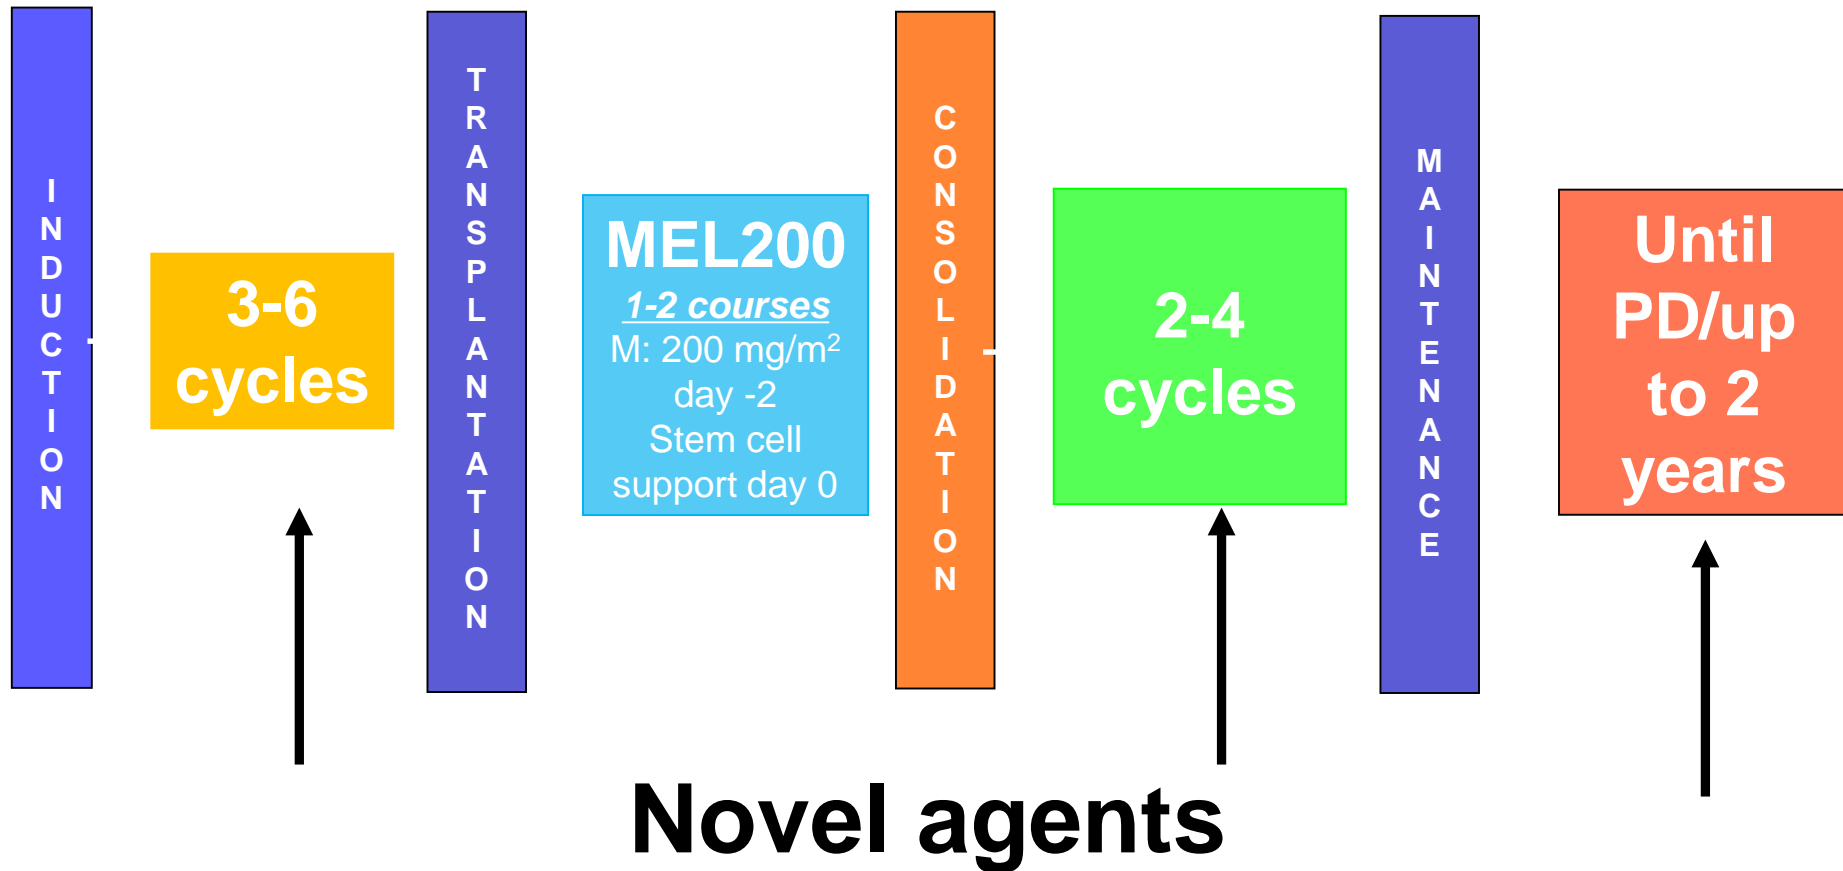 INDUCTION
3-6
cycles
TRANSPLANTATION
MEL200
1-2 courses
M: 200 mg/m²
day -2
Stem cell
support day 0
CONSOLIDATION
2-4
cycles
MAINTENANCE
Until
PD/up
to 2
years
Novel agents